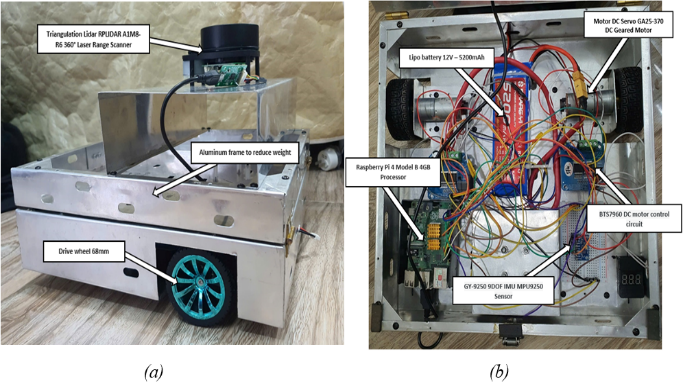 Triangulation Lidar RPLIDAR A1M8-
R6 360° Laser Range Scanner
Aluminum frame to reduce weight
Drive wheel 68mm
(a)
Motor DC Servo GA25-370
DC Geared Motor
Lipo battery 12V – 5200mAh
Raspberry Pi 4 Model B 4GB
Processor
BTS7960 DC motor control
circuit
GY-9250 9DOF IMU MPU9250
Sensor
(b)